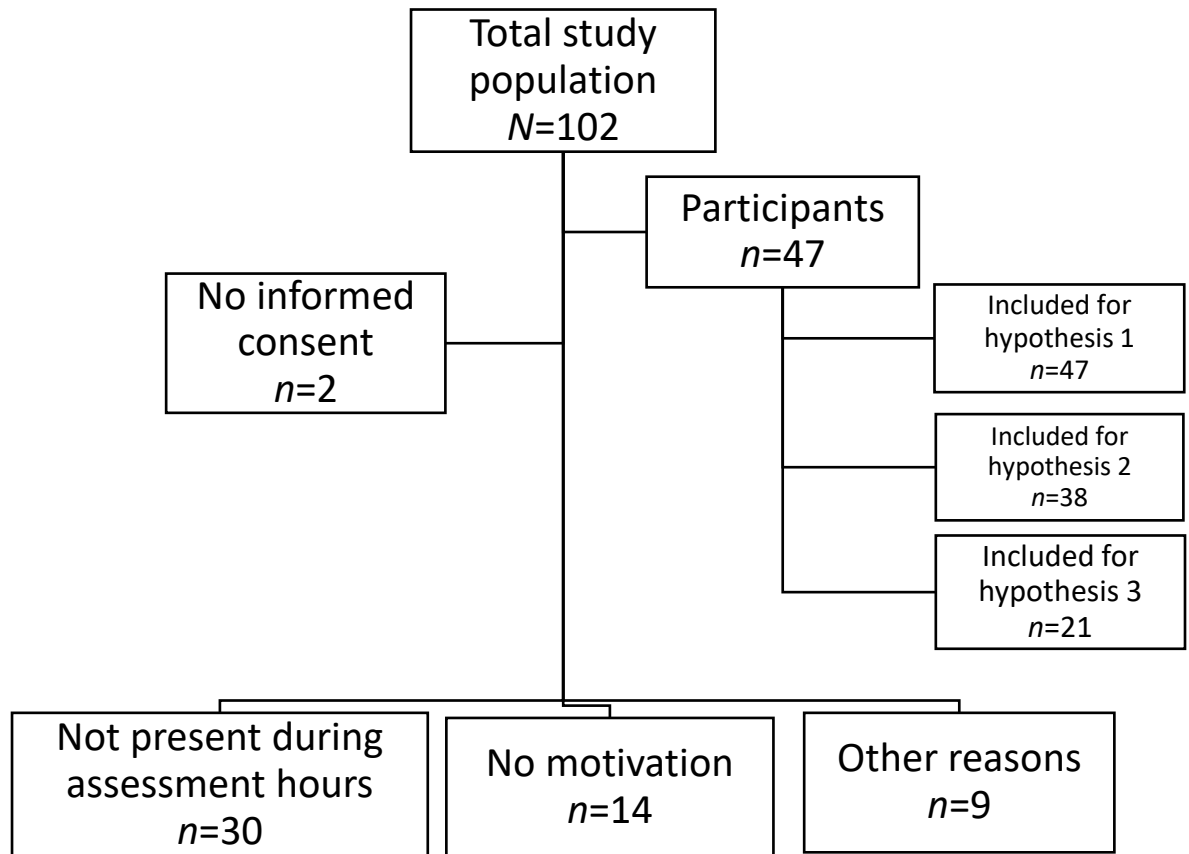 Total study
population
N=102
Participants
n=47
No informed
consent
n=2
Included for
hypothesis 1
n=47
Included for
hypothesis 2
n=38
Included for
hypothesis 3
n=21
Not present during
assessment hours
n=30
No motivation
n=14
Other reasons
n=9